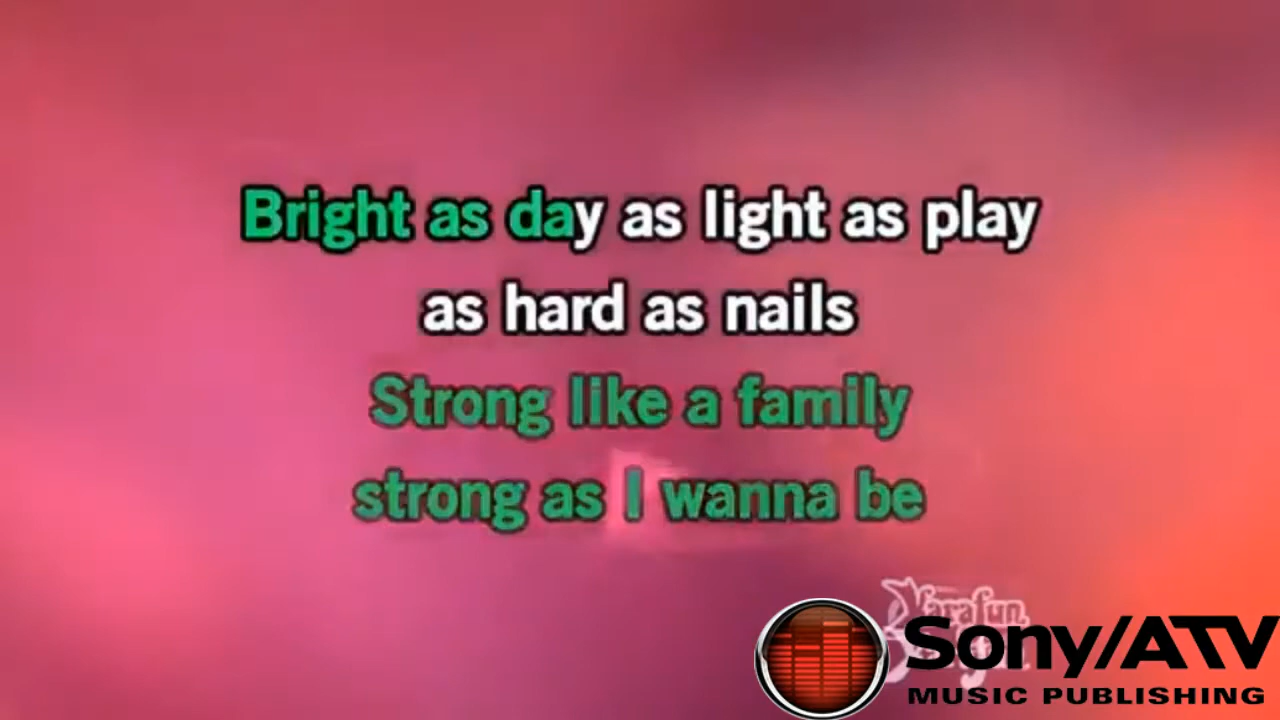 Bright as day as light as play
as hard as nails
Strong like a family
strong as I wanna be
Karafun
Sony/ATV
MUSIC PUBLISHING